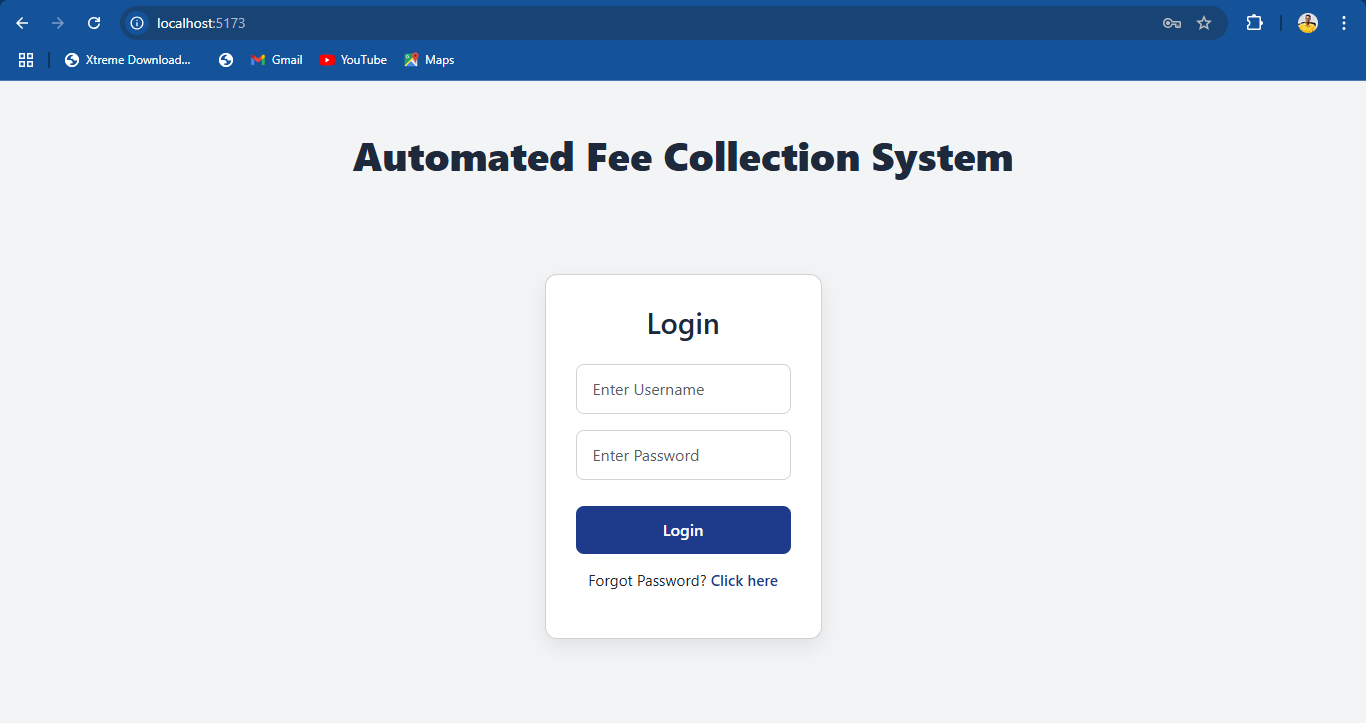 localhost:5173
Xtreme Download... Gmail YouTube Maps
Automated Fee Collection System
Login
Enter Username
Enter Password
Login
Forgot Password? Click here